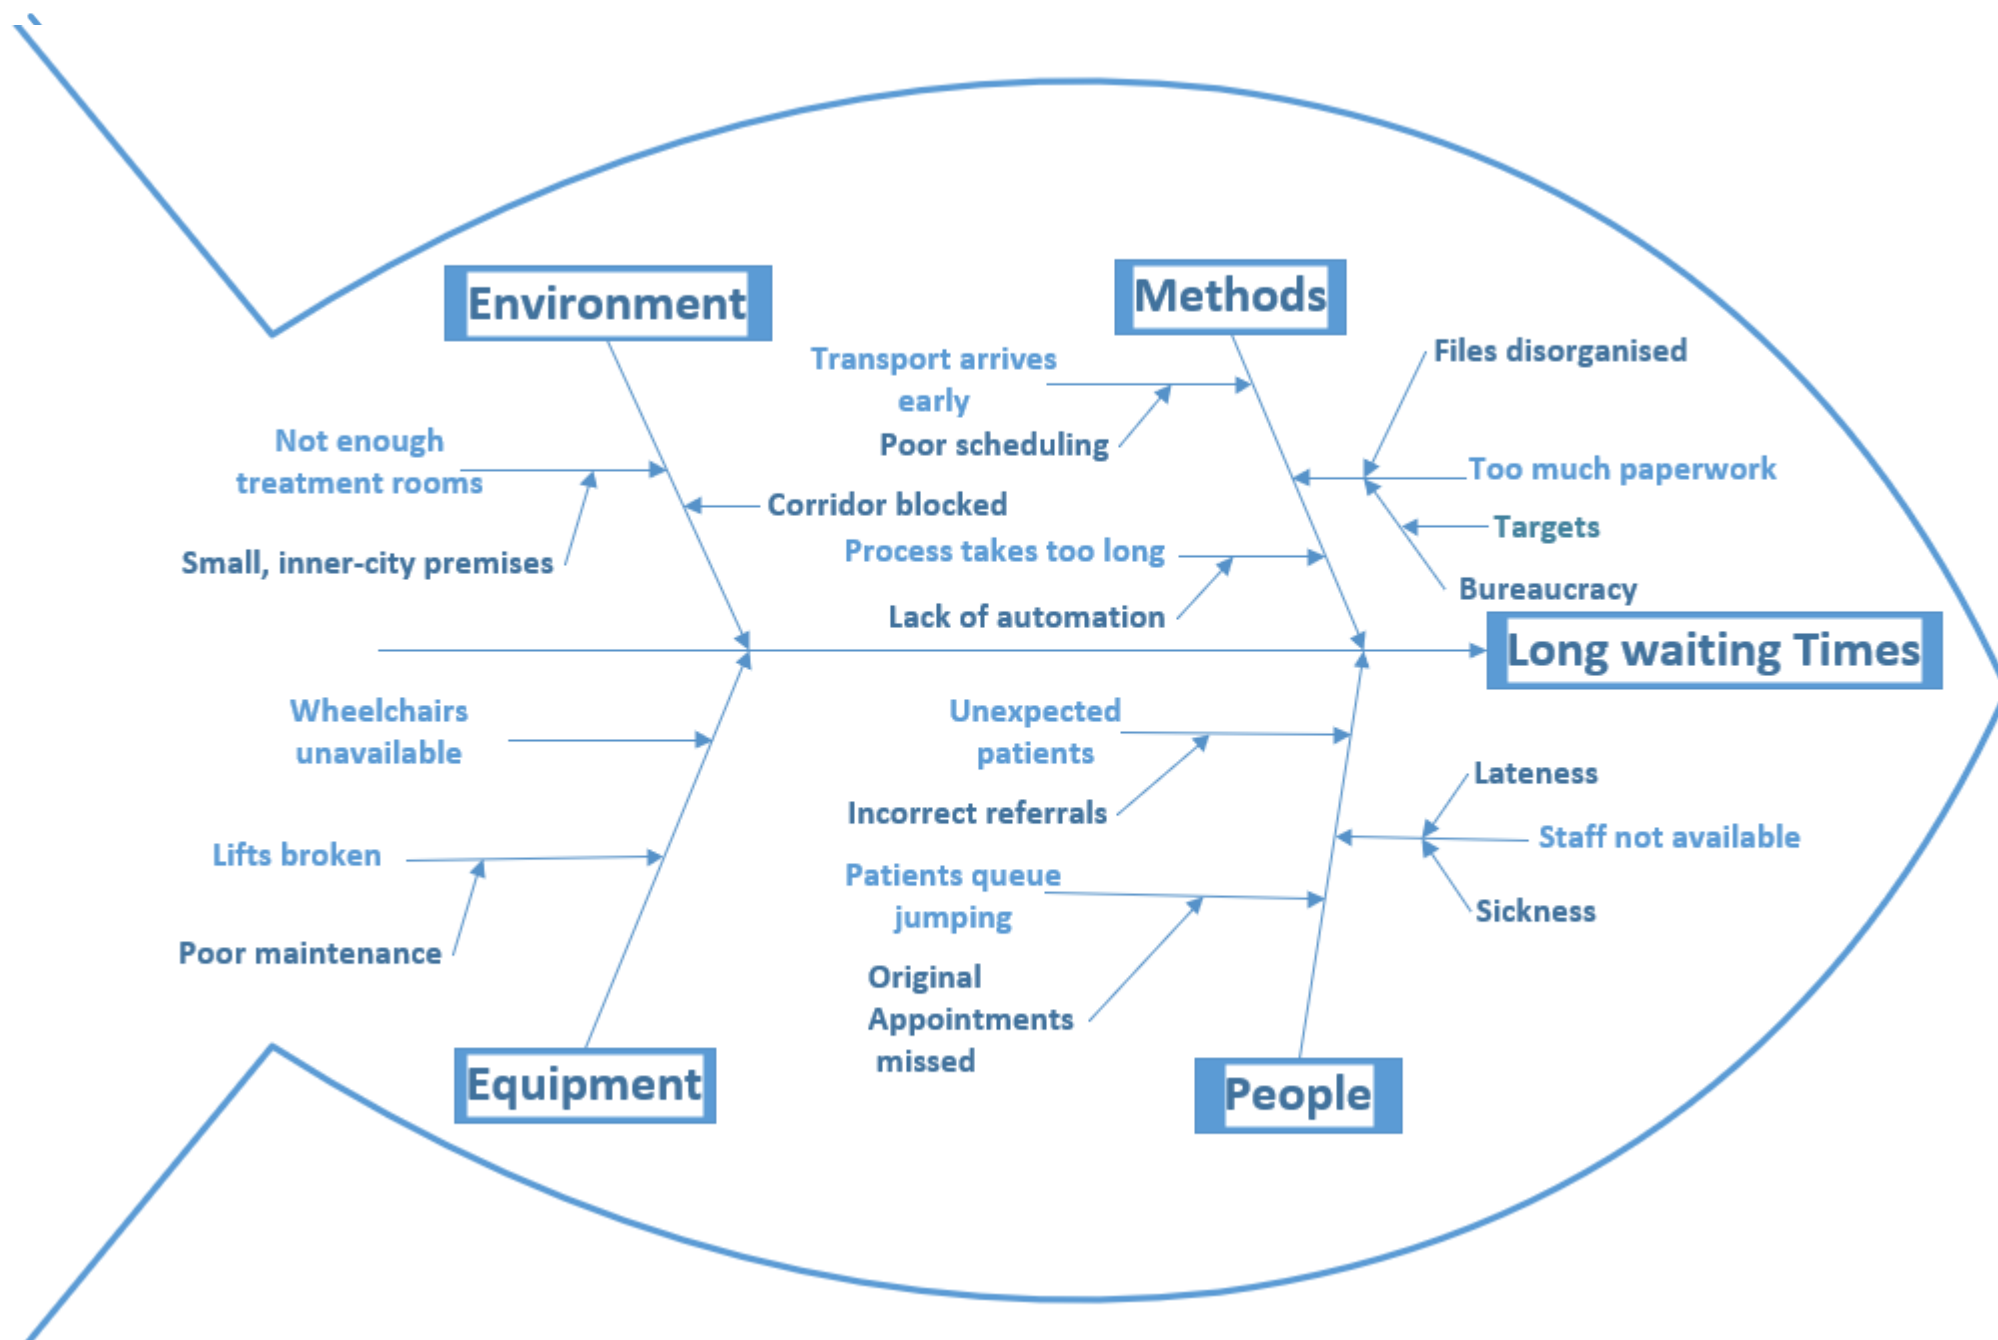 Environment
Methods
Transport arrives
early
Poor scheduling
Files disorganised
Not enough
treatment rooms
Small, inner-city premises
Corridor blocked
Too much paperwork
Targets
Bureaucracy
Process takes too long
Lack of automation
Long waiting Times
Wheelchairs
unavailable
Lifts broken
Poor maintenance
Unexpected
patients
Incorrect referrals
Lateness
Staff not available
Sickness
Patients queue
jumping
Original
Appointments
missed
Equipment
People